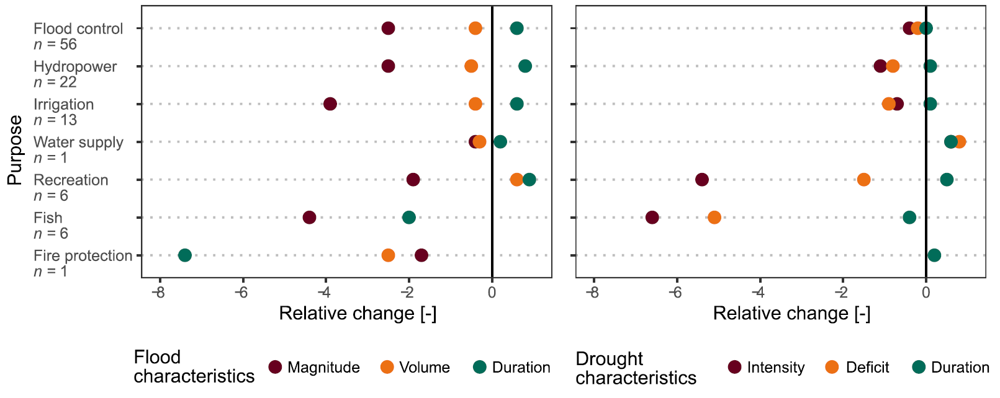 Purpose
Flood control
n = 56
Hydropower
n = 22
Irrigation
n = 13
Water supply
n = 1
Recreation
n = 6
Fish
n = 6
Fire protection
n = 1
−8 −6 −4 −2 0
Relative change [-]
−8 −6 −4 −2 0
Relative change [-]
Flood
characteristics
Magnitude Volume Duration
Drought
characteristics
Intensity Deficit Duration